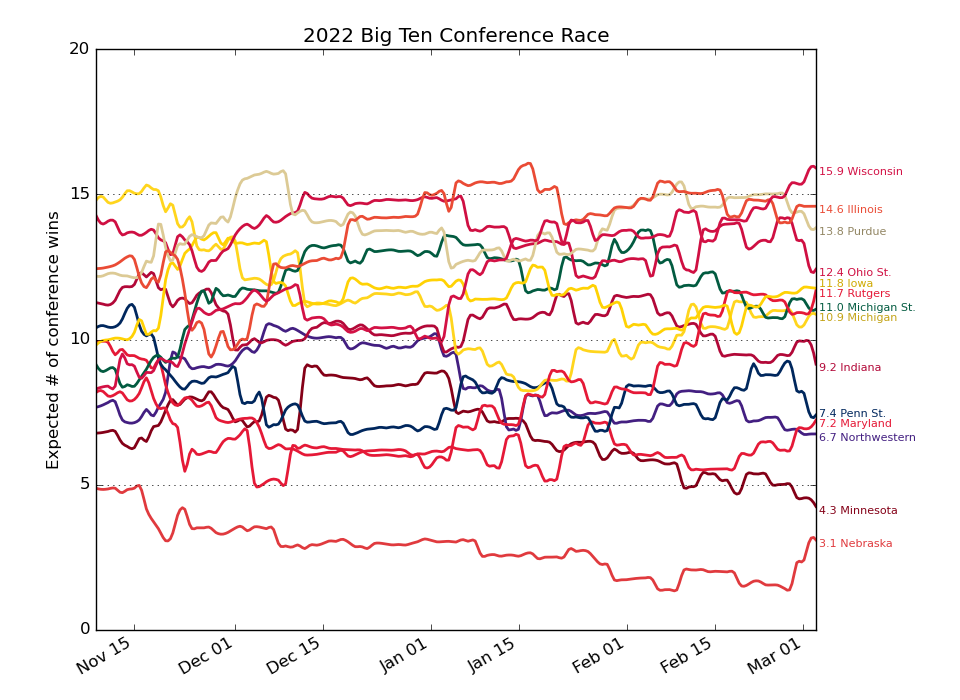 2022 Big Ten Conference Race
Expected # of conference wins
20
15
10
5
0
Nov 15
Dec 01
Dec 15
Jan 01
Jan 15
Feb 01
Feb 15
Mar 01
15.9 Wisconsin
14.6 Illinois
13.8 Purdue
12.4 Ohio St.
11.8 Iowa
11.7 Rutgers
11.0 Michigan St.
10.9 Michigan
9.2 Indiana
7.4 Penn St.
7.2 Maryland
6.7 Northwestern
4.3 Minnesota
3.1 Nebraska